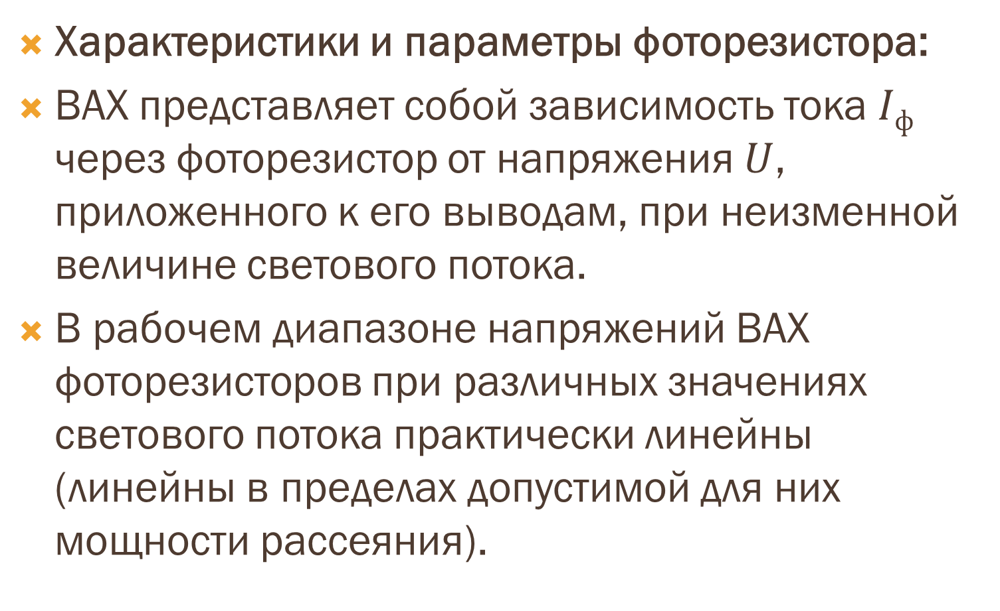 Характеристики и параметры фоторезистора:
ВАХ представляет собой зависимость тока Iф
через фоторезистор от напряжения U,
приложенного к его выводам, при неизменной
величине светового потока.
В рабочем диапазоне напряжений ВАХ
фоторезисторов при различных значениях
светового потока практически линейны
(линейны в пределах допустимой для них
мощности рассеяния).